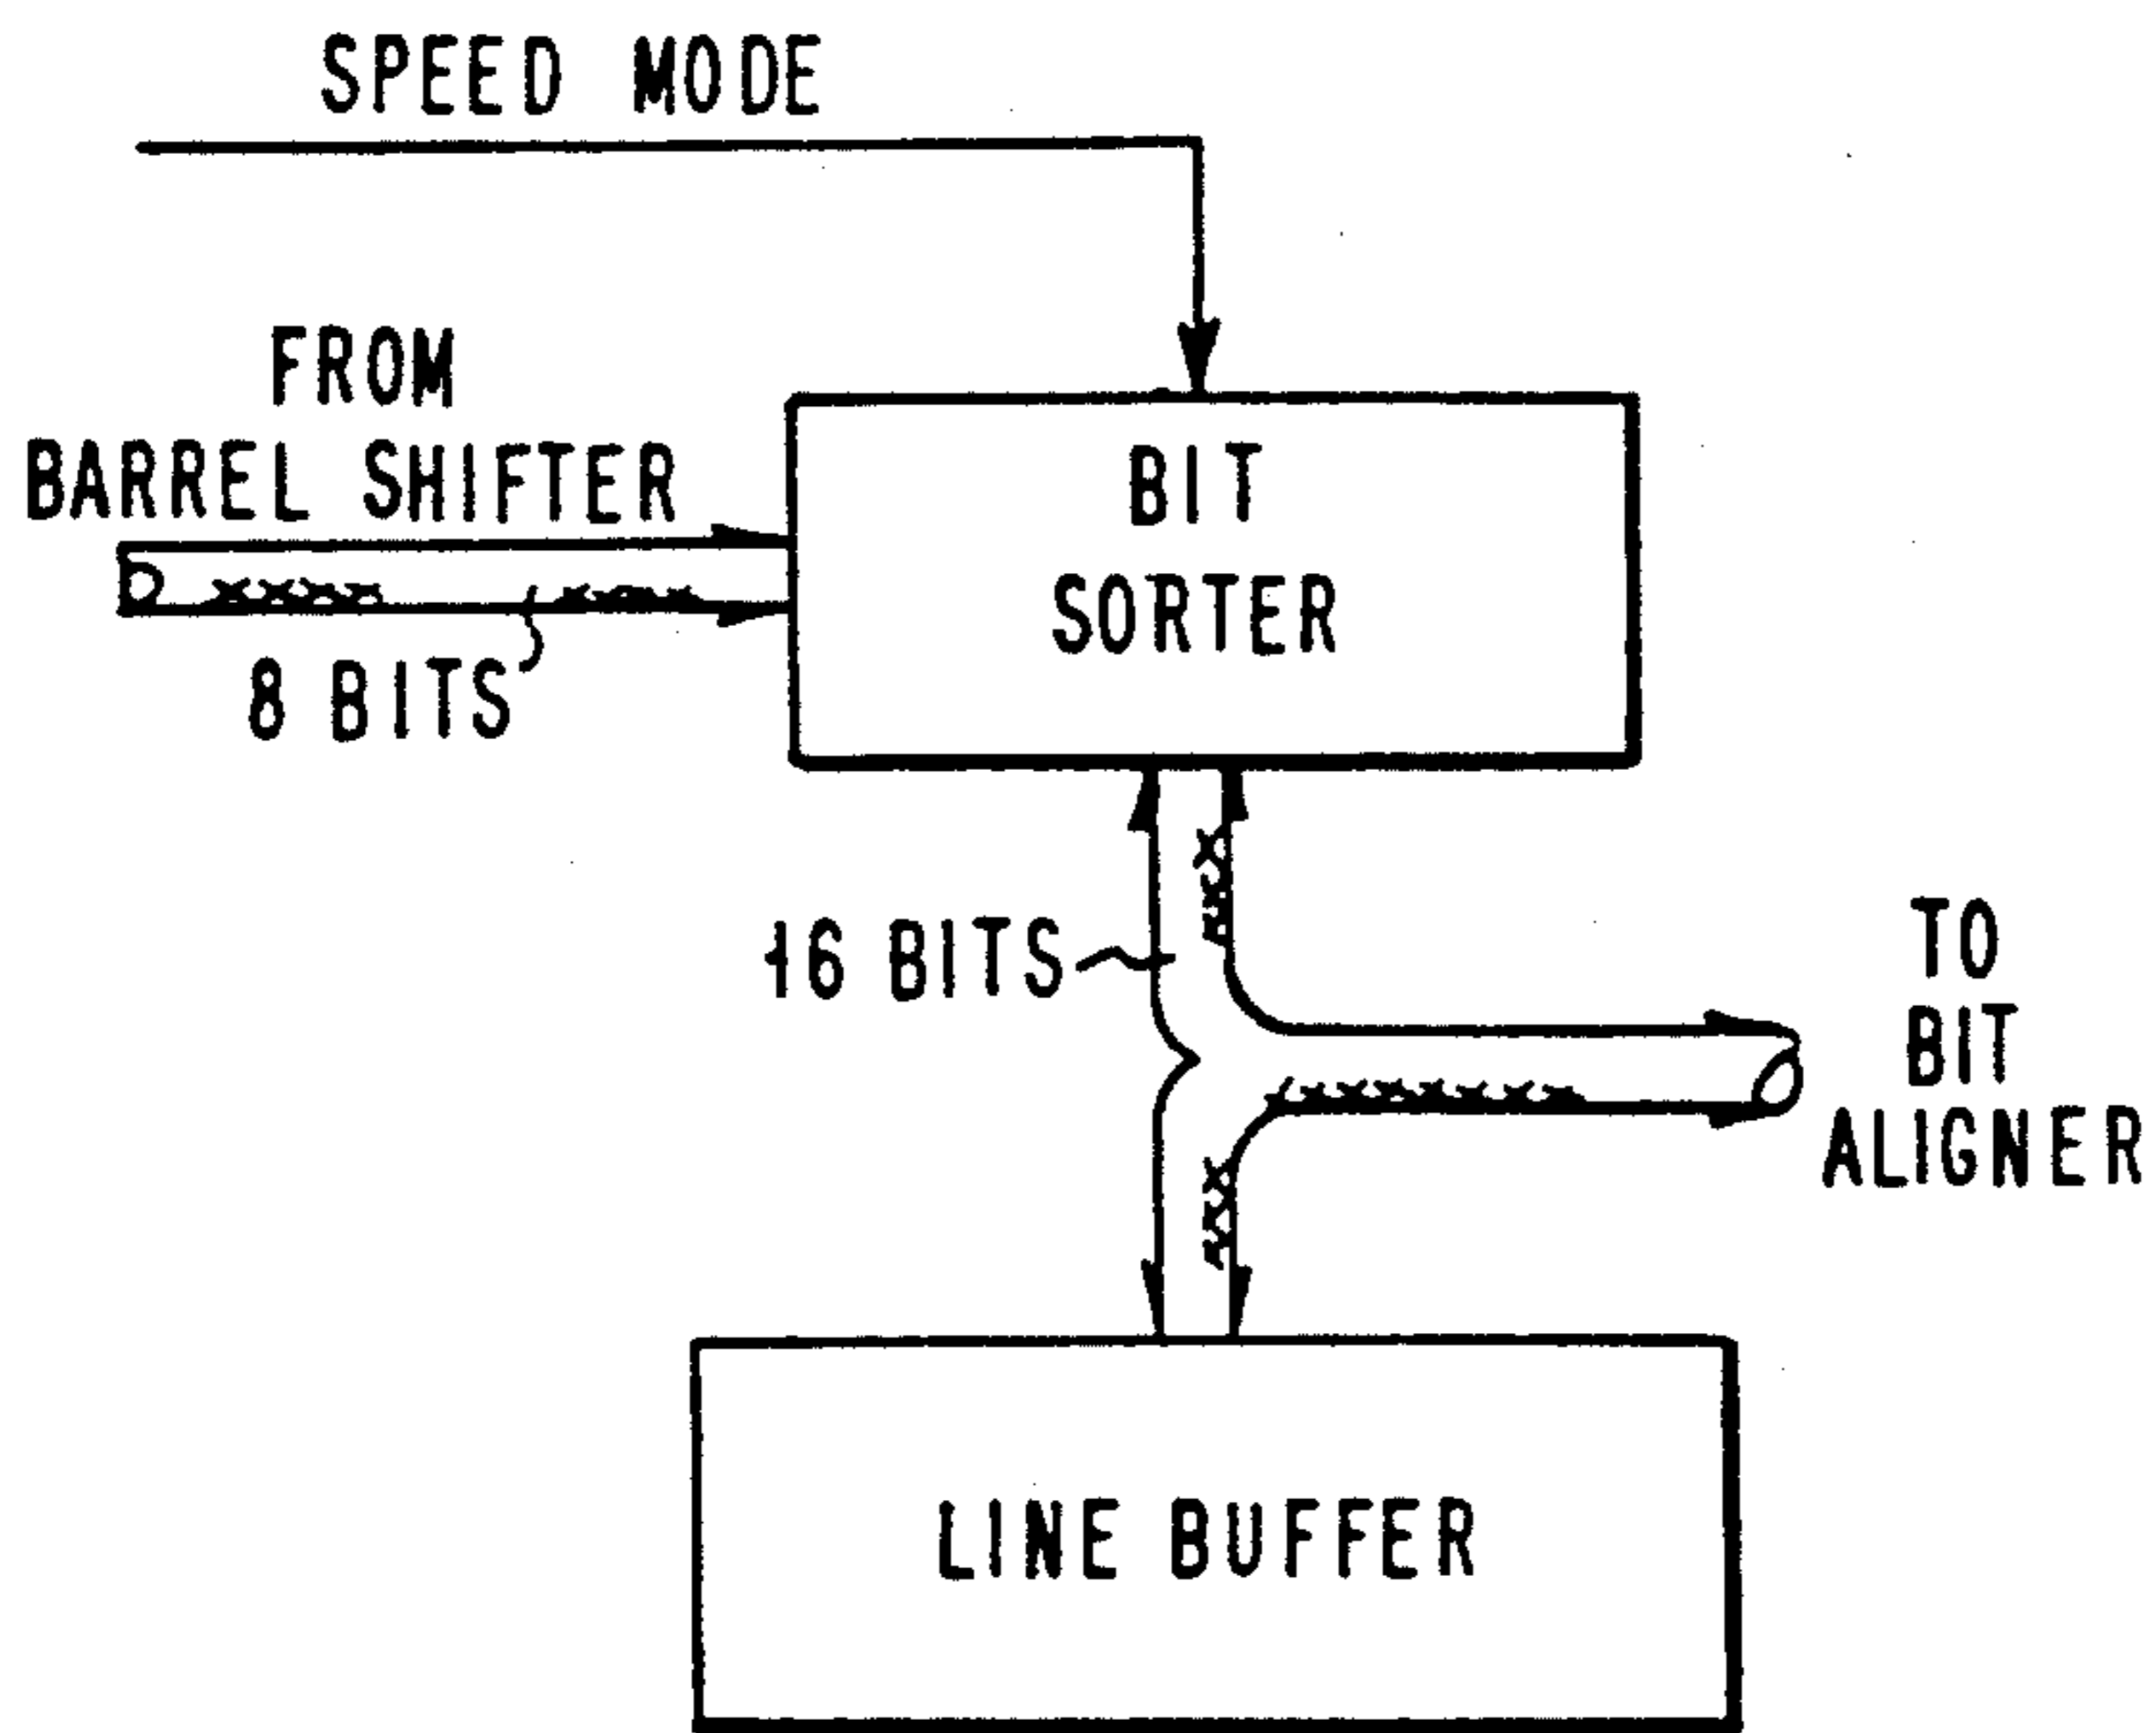 SPEED MODE
FROM
BARREL SHIFTER
8 BITS
BIT
SORTER
16 BITS
TO
BIT
ALIGNER
LINE BUFFER